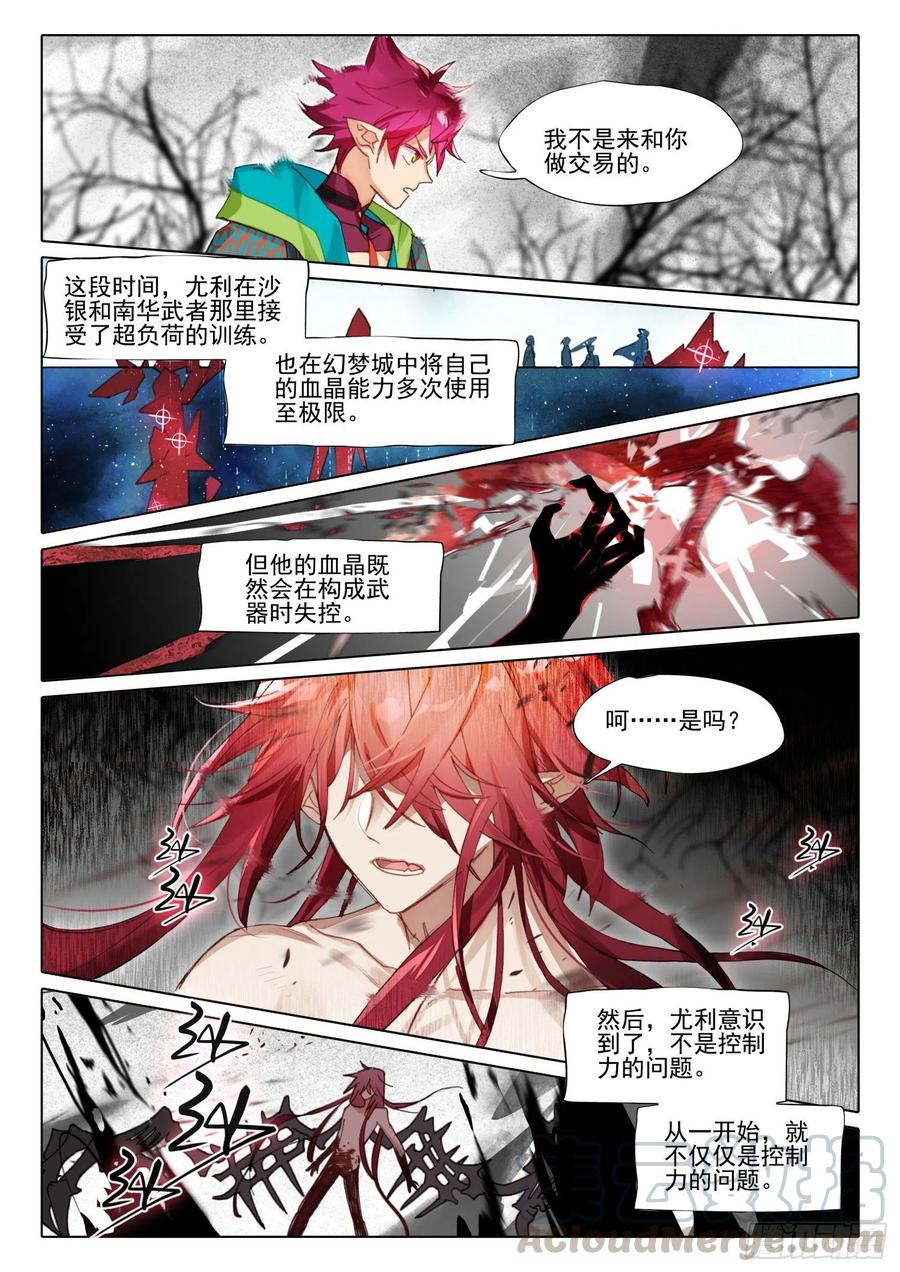 我不是来和你
做交易的。
这段时间，尤利在沙
银和南华武者那里接
受了超负荷的训练。
也在幻梦城中将自己
的血晶能力多次使用
至极限。
但他的血晶既
然会在构成武
器时失控。
呵……是吗？
然后，尤利意识
到了，不是控制
力的问题。
从一开始，就
不仅仅是控制
力的问题。
集云数据
AcloudMerge.com